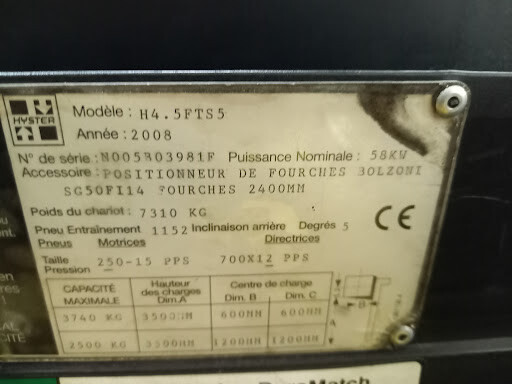 HYSTER
Modèle: H4.5FTS5
Année: 2008
N° de série: N005B03981F Puissance Nominale: 58KW
Accessoire: POSITIONNEUR DE FOURCHES BOLZONI
SG50FI14 FOURCHES 2400MM
Poids du chariot: 7310 KG
Pneu Entraînement 1152 Inclinaison arrière Degrés 5
Pneus Motrices Directrices
Taille
Pression 250-15 PPS 700X12 PPS
CAPACITÉ MAXIMALE Hauteur des charges Dim.A Centre de charge Dim. B Dim. C
3740 KG 3500MM 600MM 600MM
2500 KG 3500MM 1200MM 1200MM
CE